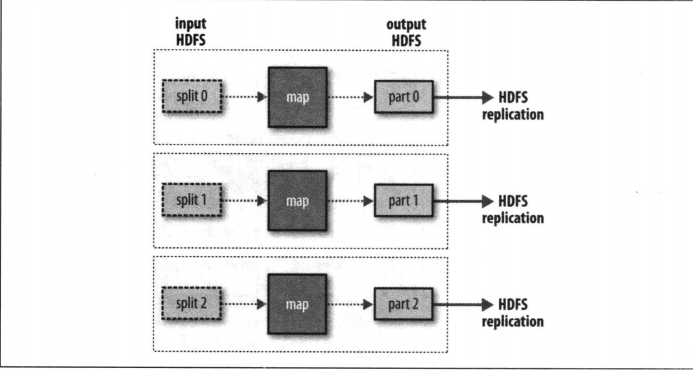 input
HDFS
output
HDFS
split 0
map
part 0
HDFS
replication
split 1
map
part 1
HDFS
replication
split 2
map
part 2
HDFS
replication